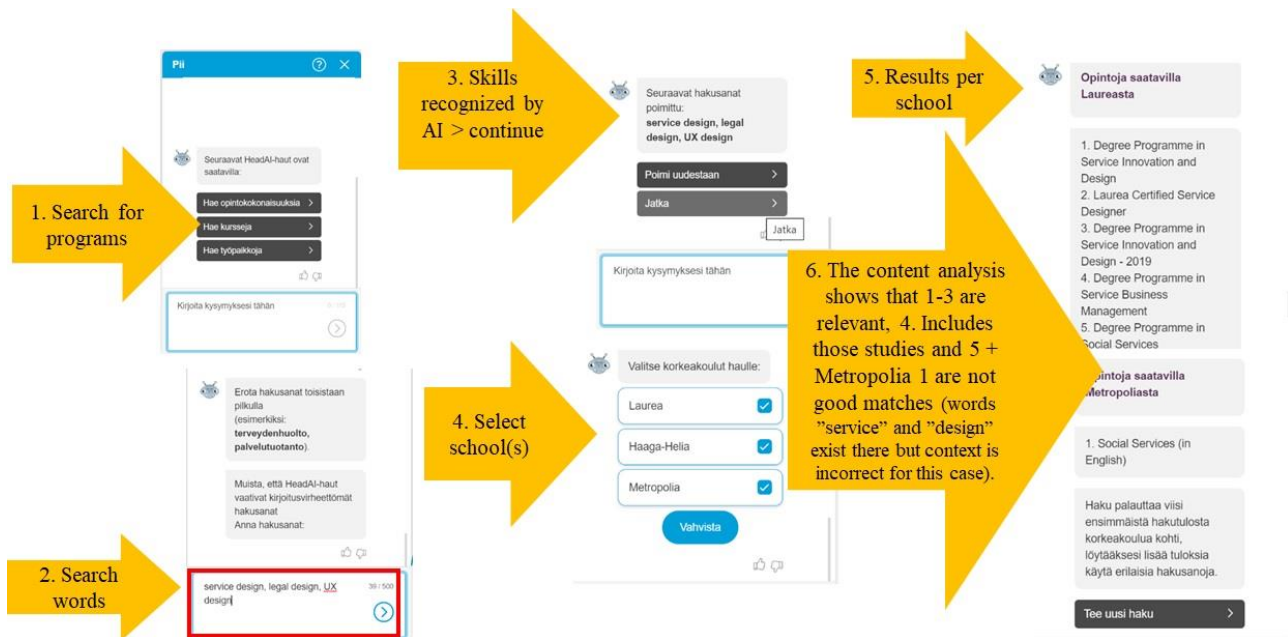 1. Search for
programs
Pii
Seuraavat HeadAI-haut ovat
saatavilla:
Hae opintokokonaisuuksia
Hae kursseja
Hae työpaikkoja
Kirjoita kysymyksesi tähän
2. Search
words
Erota hakusanat toisistaan
pilkulla
(esimerkiksi:
terveydenhuolto,
palvelutuotanto).
Muista, että HeadAI-haut
vaativat kirjoitusvirheettömät
hakusanat
Anna hakusanat:
service design, legal design, UX
design
39 / 500
3. Skills
recognized by
AI > continue
Seuraavat hakusanat
poimittu:
service design, legal
design, UX design
Poimi uudestaan
Jatka
Jatka
Kirjoita kysymyksesi tähän
4. Select
school(s)
Valitse korkeakoulut haulle:
Laurea
Haaga-Helia
Metropolia
Vahvista
5. Results per
school
Opintoja saatavilla
Laureasta
1. Degree Programme in
Service Innovation and
Design
2. Laurea Certified Service
Designer
3. Degree Programme in
Service Innovation and
Design - 2019
4. Degree Programme in
Service Business
Management
5. Degree Programme in
Social Services
6. The content analysis
shows that 1-3 are
relevant, 4. Includes
those studies and 5 +
Metropolia 1 are not
good matches (words
”service” and ”design”
exist there but context is
incorrect for this case).
Opintoja saatavilla
Metropoliasta
1. Social Services (in
English)
Haku palauttaa viisi
ensimmäistä hakutulosta
korkeakoulua kohti,
löytääksesi lisää tuloksia
käytä erilaisia hakusanoja.
Tee uusi haku